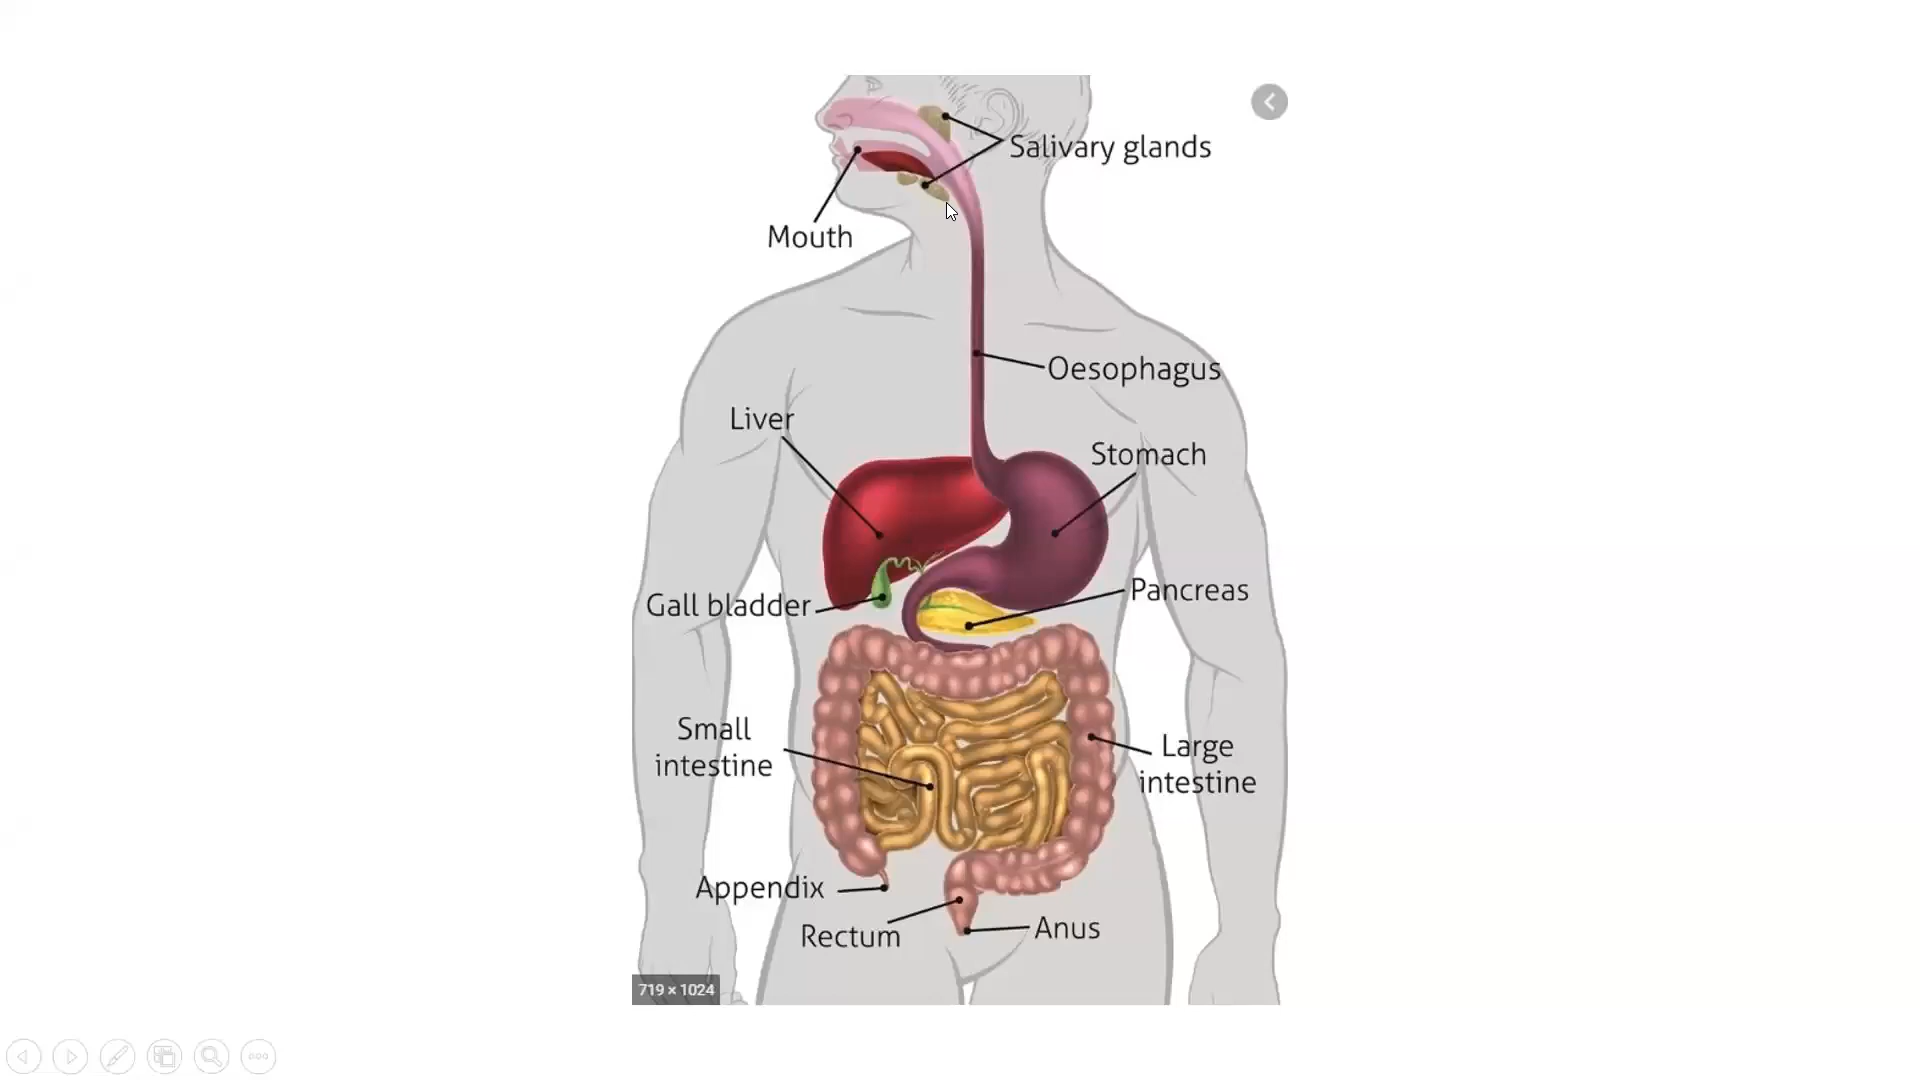 Salivary glands
Mouth
Oesophagus
Liver
Stomach
Pancreas
Gall bladder
Small
intestine
Large
intestine
Appendix
Rectum
Anus
719 × 1024